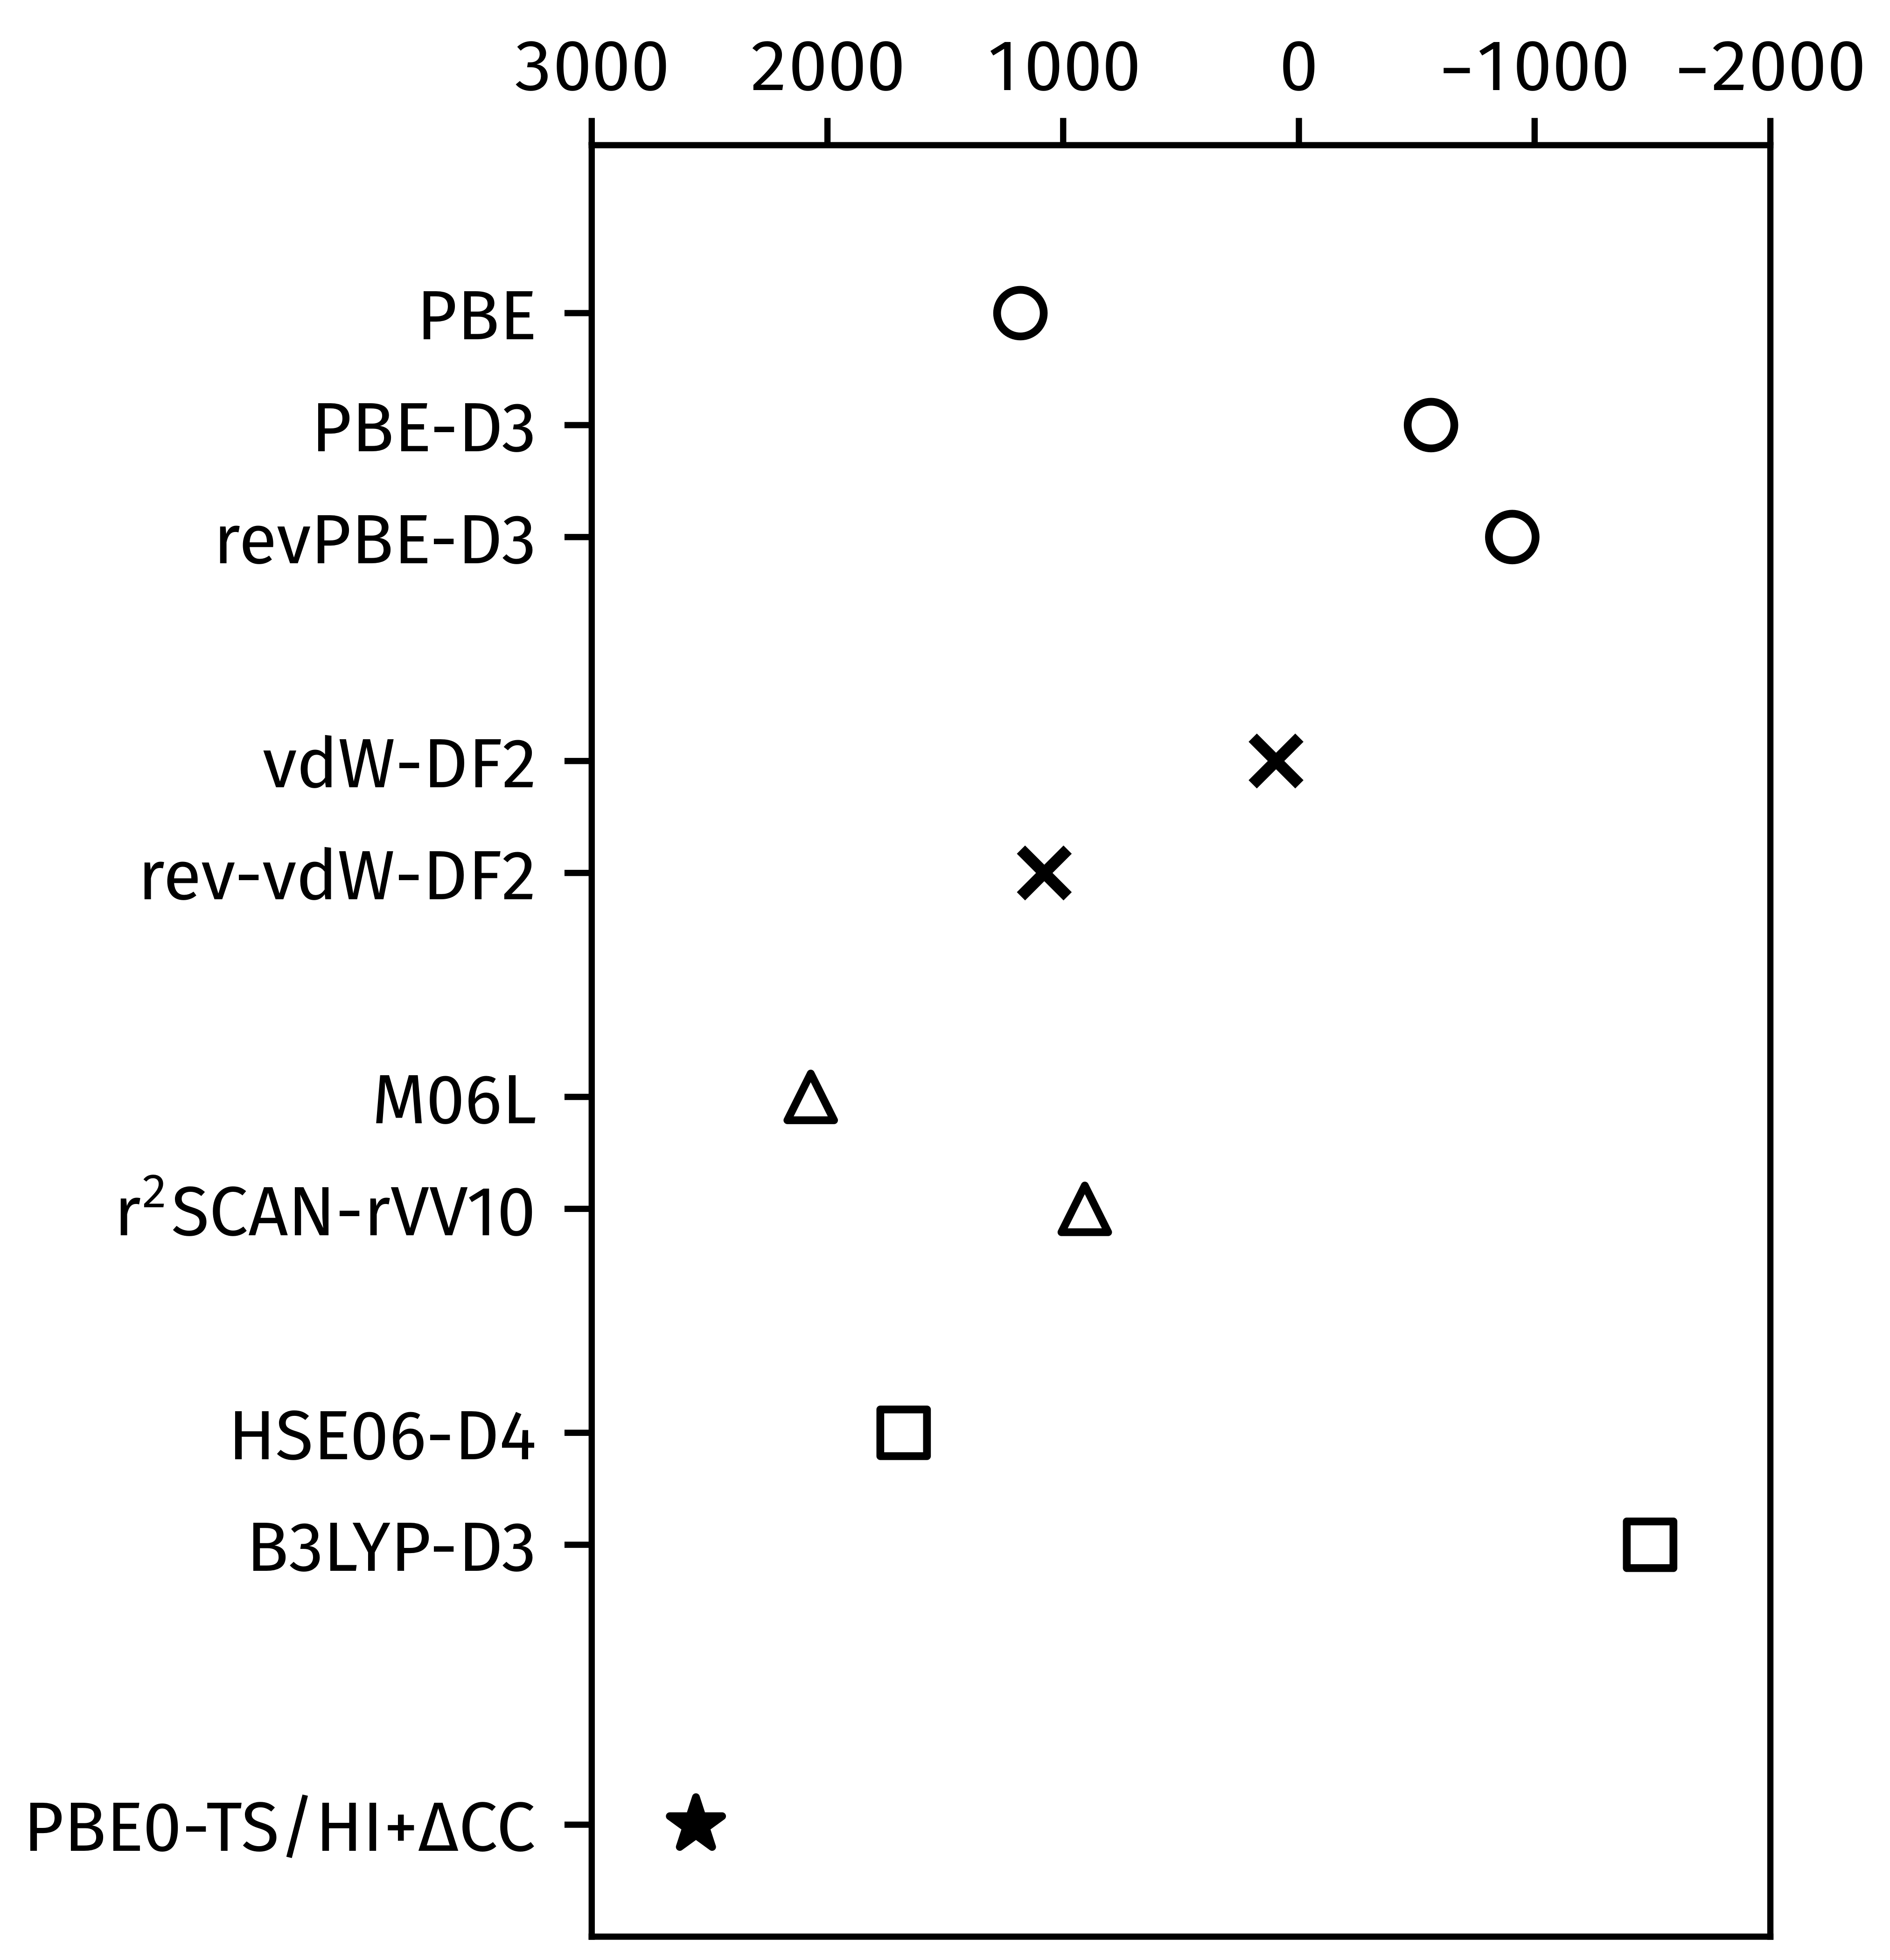 3000 2000 1000 0 −1000 −2000
PBE
PBE-D3
revPBE-D3
vdW-DF2
rev-vdW-DF2
M06L
r²SCAN-rVV10
HSE06-D4
B3LYP-D3
PBE0-TS/HI+ΔCC